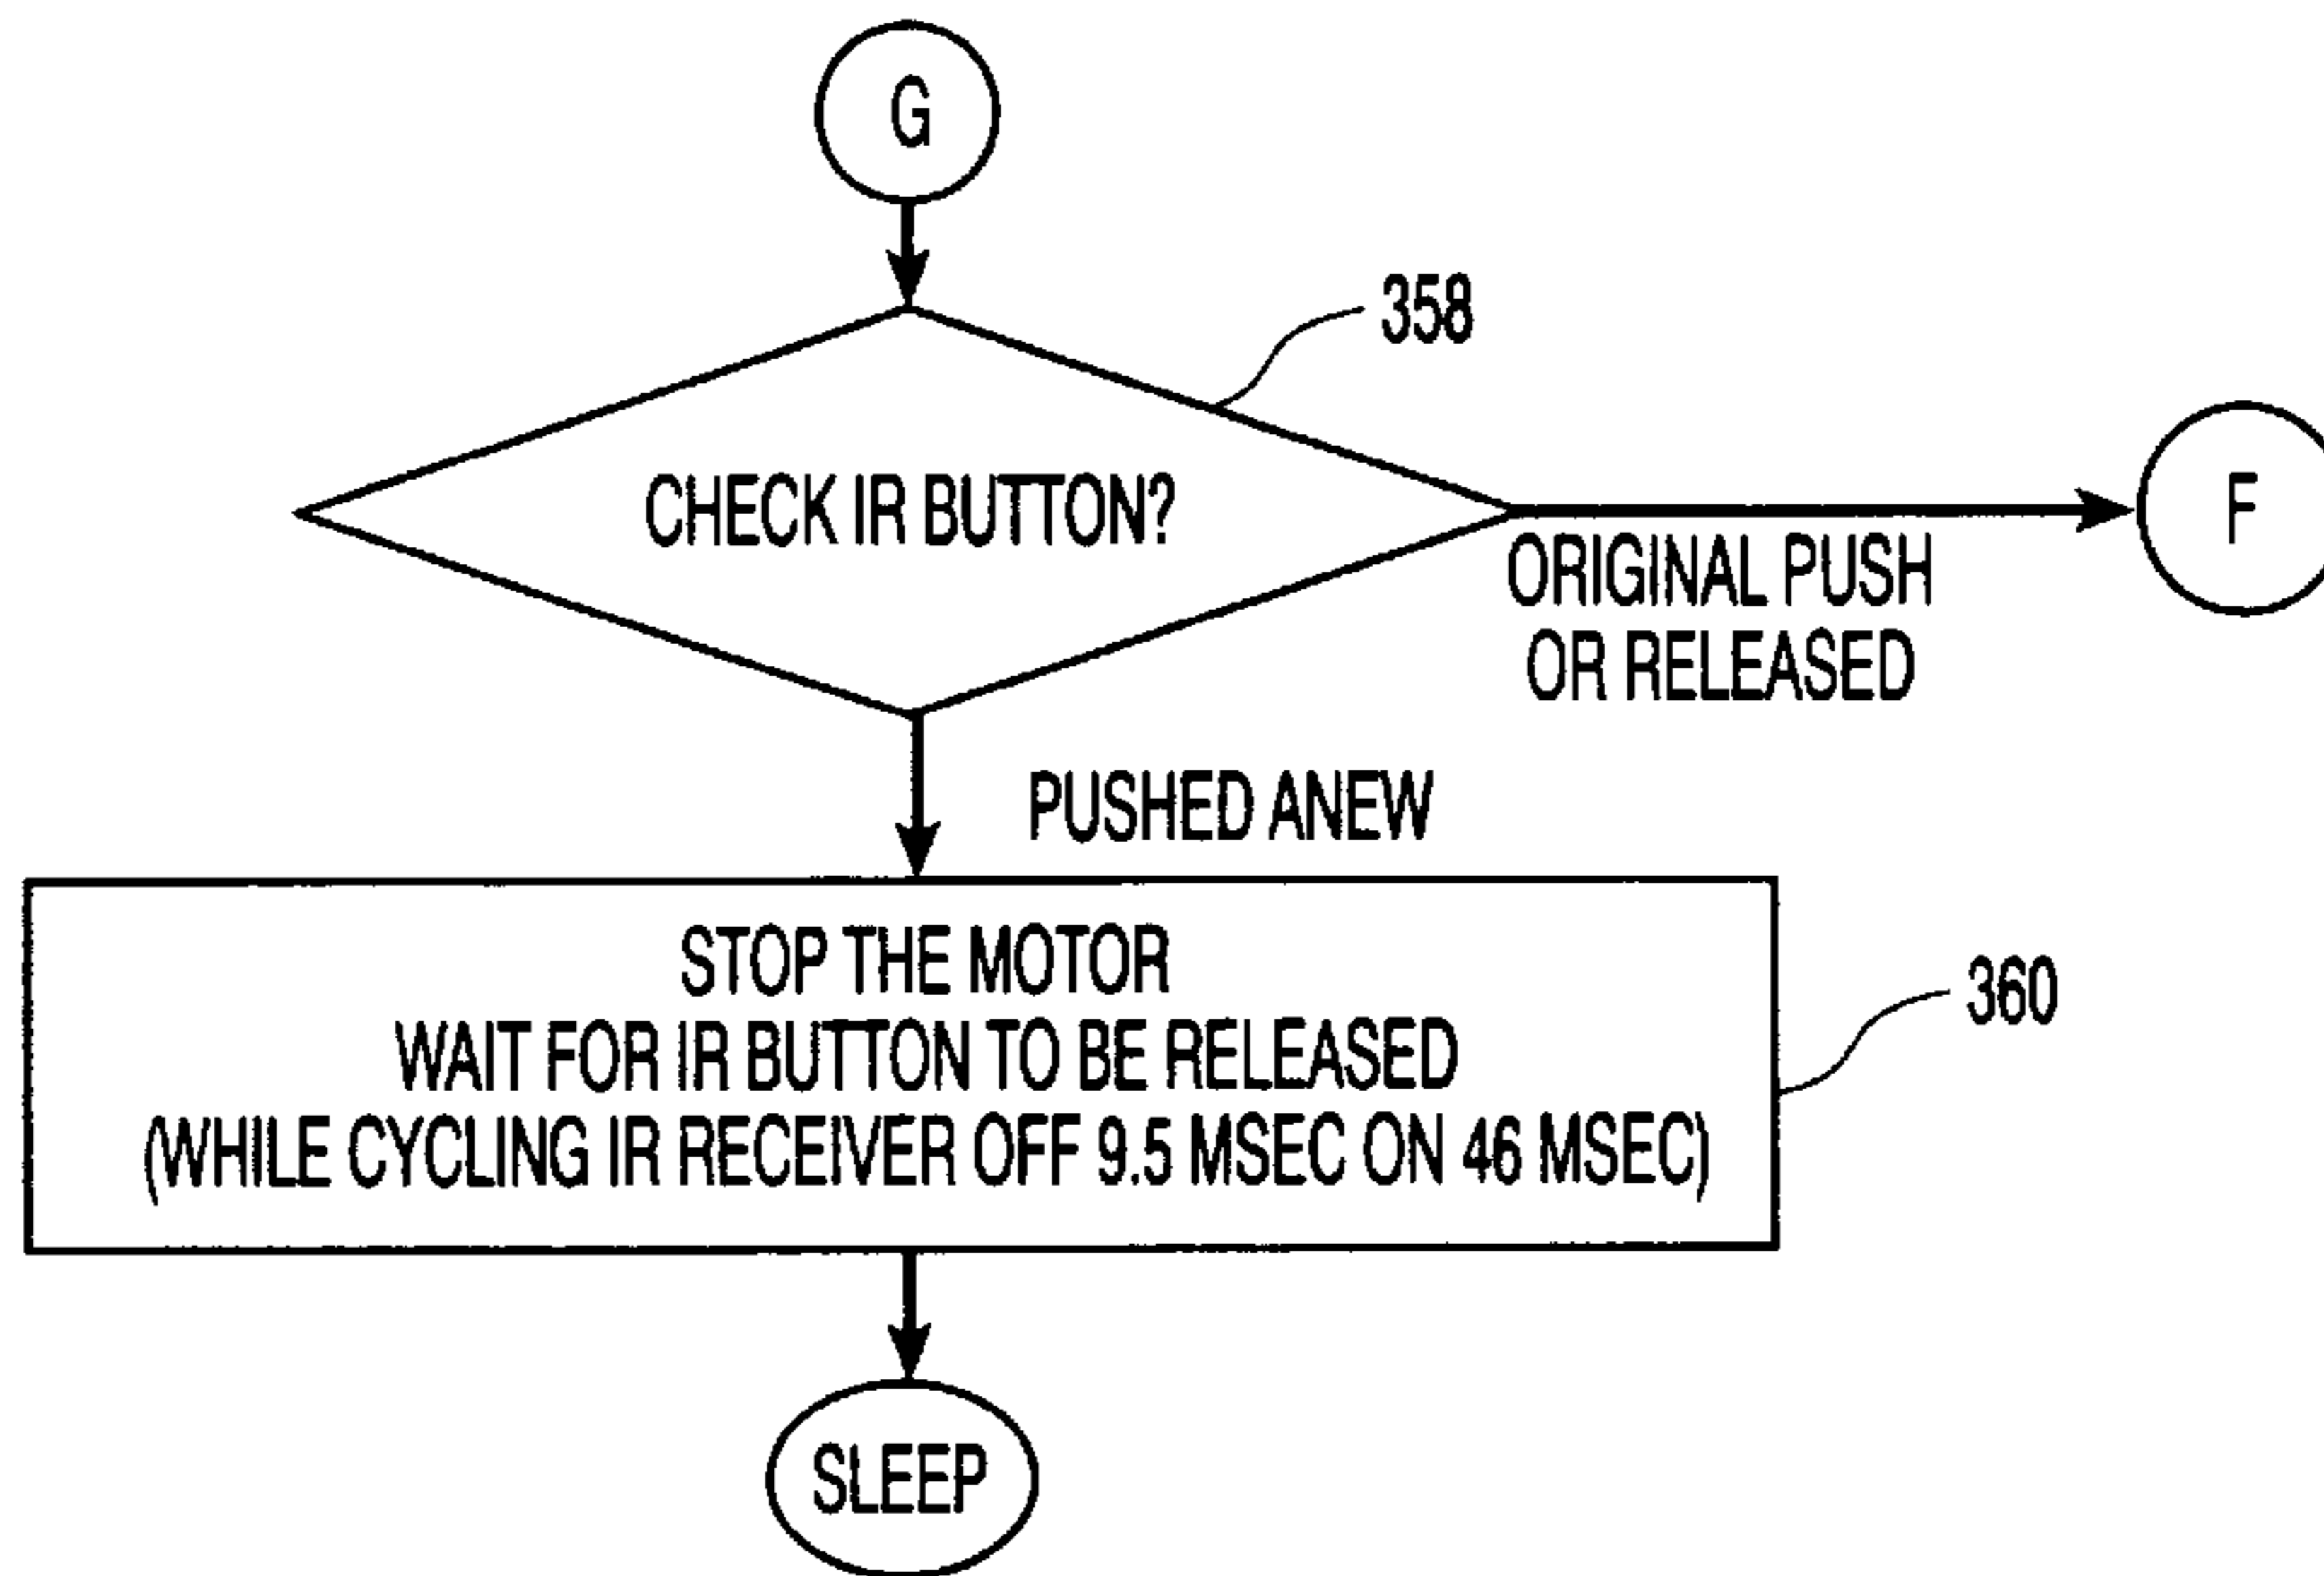 G
358
CHECK IR BUTTON?
F
ORIGINAL PUSH
OR RELEASED
PUSHED ANEW
STOP THE MOTOR
WAIT FOR IR BUTTON TO BE RELEASED
(WHILE CYCLING IR RECEIVER OFF 9.5 MSEC ON 46 MSEC)
360
SLEEP